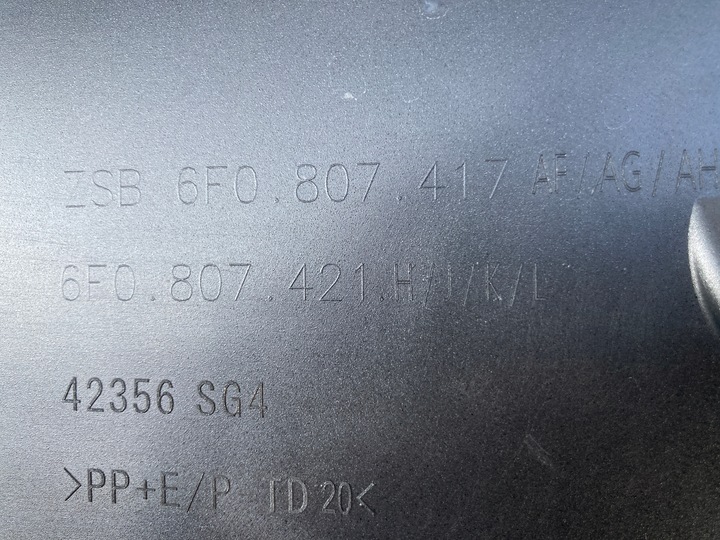 ZSB 6F0.807.417 AF/AG/AH
6F0.807.421.H/J/K/L
42356 SG4
>PP+E/P-TD20<